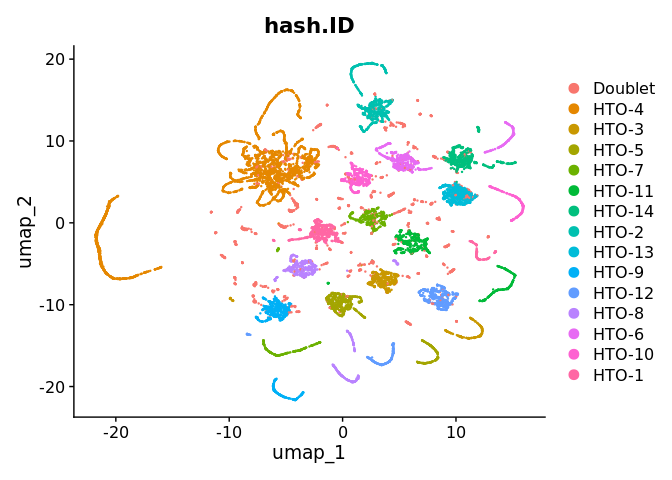 hash.ID
umap_2
20
10
0
-10
-20
-20
-10
0
10
umap_1
Doublet
HTO-4
HTO-3
HTO-5
HTO-7
HTO-11
HTO-14
HTO-2
HTO-13
HTO-9
HTO-12
HTO-8
HTO-6
HTO-10
HTO-1